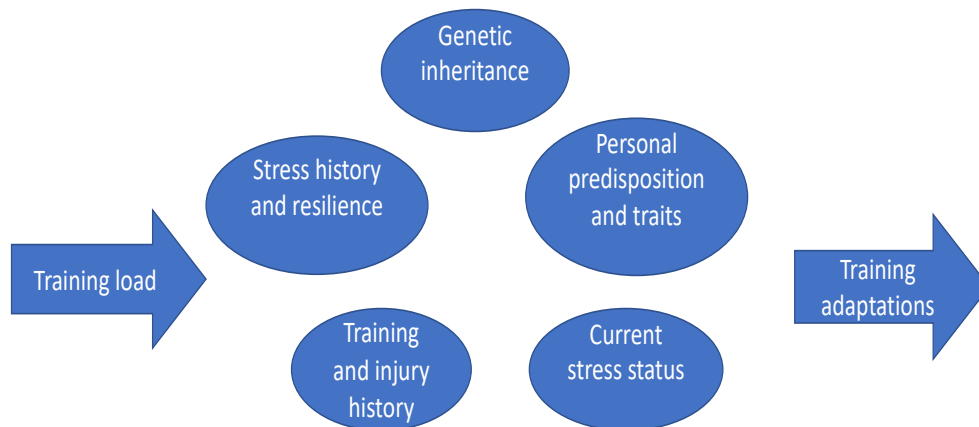 Genetic
inheritance
Stress history
and resilience
Personal
predisposition
and traits
Training load
Training
adaptations
Training
and injury
history
Current
stress status